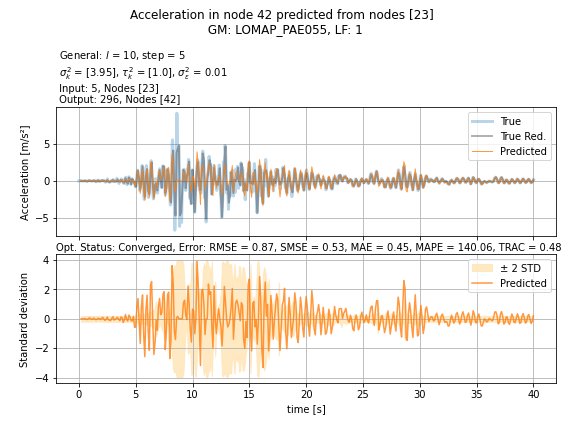 Acceleration in node 42 predicted from nodes [23]
GM: LOMAP_PAE055, LF: 1
General: l = 10, step = 5
σ²ₖ = [3.95], τ²ₖ = [1.0], σ²ε = 0.01
Input: 5, Nodes [23]
Output: 296, Nodes [42]
Acceleration [m/s²]
5
0
−5
True
True Red.
Predicted
Opt. Status: Converged, Error: RMSE = 0.87, SMSE = 0.53, MAE = 0.45, MAPE = 140.06, TRAC = 0.48
Standard deviation
4
2
0
−2
−4
± 2 STD
Predicted
0 5 10 15 20 25 30 35 40
time [s]